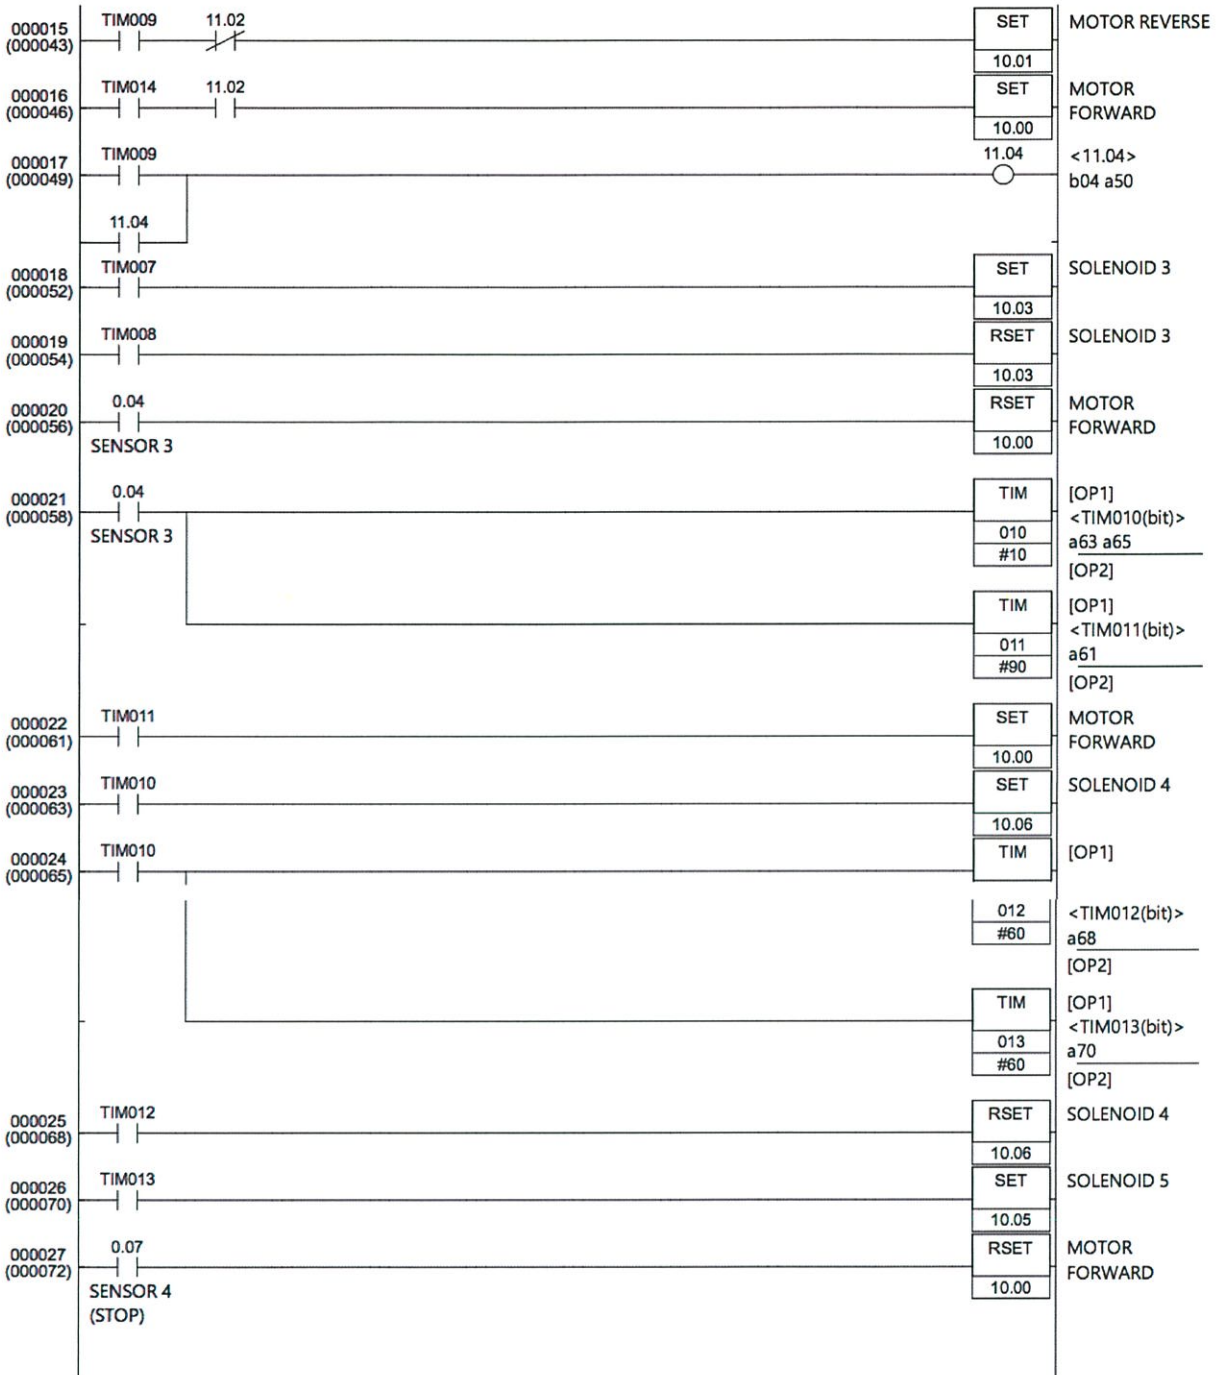 000015
(000043)
TIM009 11.02
SET
10.01
MOTOR REVERSE
000016
(000046)
TIM014 11.02
SET
10.00
MOTOR
FORWARD
000017
(000049)
TIM009
11.04
<11.04>
b04 a50
11.04
000018
(000052)
TIM007
SET
10.03
SOLENOID 3
000019
(000054)
TIM008
RSET
10.03
SOLENOID 3
000020
(000056)
0.04
SENSOR 3
RSET
10.00
MOTOR
FORWARD
000021
(000058)
0.04
SENSOR 3
TIM
010
#10
[OP1]
<TIM010(bit)>
a63 a65
[OP2]
TIM
011
#90
[OP1]
<TIM011(bit)>
a61
[OP2]
000022
(000061)
TIM011
SET
10.00
MOTOR
FORWARD
000023
(000063)
TIM010
SET
10.06
SOLENOID 4
000024
(000065)
TIM010
TIM
[OP1]
012
#60
<TIM012(bit)>
a68
[OP2]
TIM
013
#60
[OP1]
<TIM013(bit)>
a70
[OP2]
000025
(000068)
TIM012
RSET
10.06
SOLENOID 4
000026
(000070)
TIM013
SET
10.05
SOLENOID 5
000027
(000072)
0.07
SENSOR 4
(STOP)
RSET
10.00
MOTOR
FORWARD